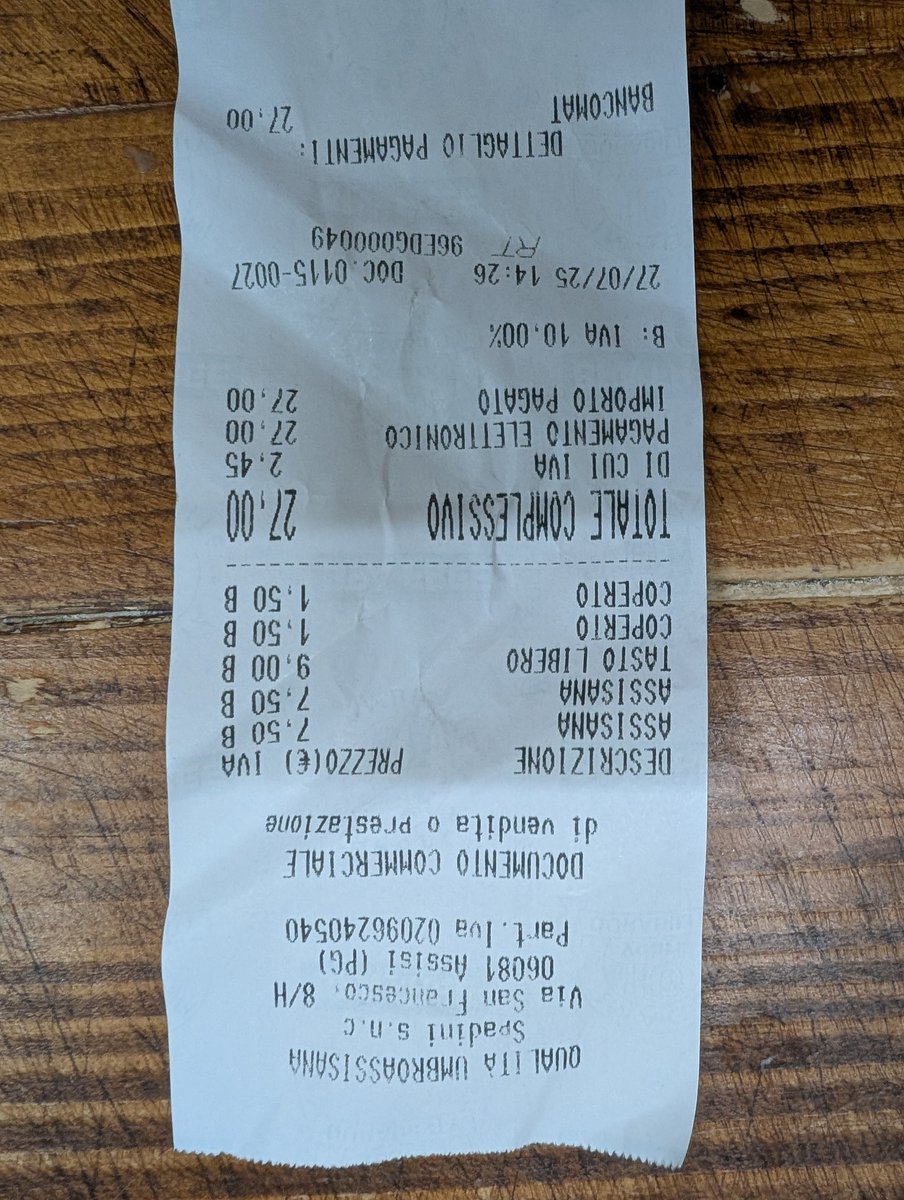 QUALITÀ UMBROASSISANA
Spadini s.n.c
Via San Francesco, 8/H
06081 Assisi (PG)
Part.Iva 02096240540
DOCUMENTO COMMERCIALE
di vendita o prestazione
DESCRIZIONE PREZZO(€) IVA
ASSISANA 7,50 B
ASSISANA 7,50 B
TASTO LIBERO 9,00 B
COPERTO 1,50 B
COPERTO 1,50 B
TOTALE COMPLESSIVO 27,00
DI CUI IVA 2,45
PAGAMENTO ELETTRONICO 27,00
IMPORTO PAGATO 27,00
B: IVA 10,00%
27/07/25 14:26 DOC.0115-0027
RT 96EDG000049
DETTAGLIO PAGAMENTI:
BANCOMAT 27,00